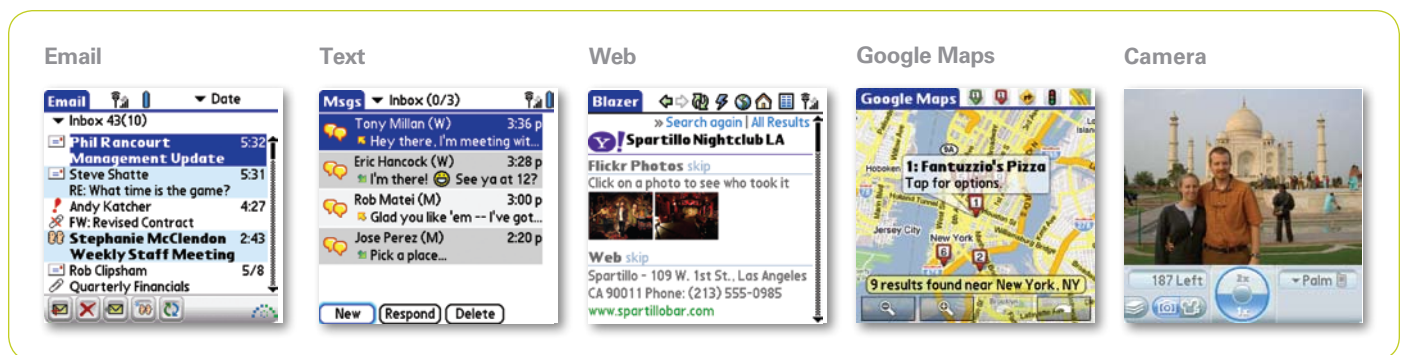 Email
Text
Web
Google Maps
Camera
Email
Date
Inbox 43(10)
Phil Rancourt 5:32
Management Update
Steve Shatte 5:31
RE: What time is the game?
Andy Katcher 4:27
FW: Revised Contract
Stephanie McClendon 2:43
Weekly Staff Meeting
Rob Clipsham 5/8
Quarterly Financials
Msgs Inbox (0/3)
Tony Millan (W) 3:36 p
Hey there, I'm meeting wit...
Eric Hancock (W) 3:28 p
I'm there! See ya at 12?
Rob Matei (M) 3:00 p
Glad you like 'em -- I've got...
Jose Perez (M) 2:20 p
Pick a place...
New Respond Delete
Blazer
» Search again | All Results
Y! Spartillo Nightclub LA
Flickr Photos skip
Click on a photo to see who took it
Web skip
Spartillo - 109 W. 1st St., Los Angeles
CA 90011 Phone: (213) 555-0985
www.spartillobar.com
Google Maps
9A
Hoboken
1: Fantuzzio's Pizza
Tap for options.
1
Jersey City
New York
6 2
9 results found near New York, NY
187 Left
2x
Palm
1x